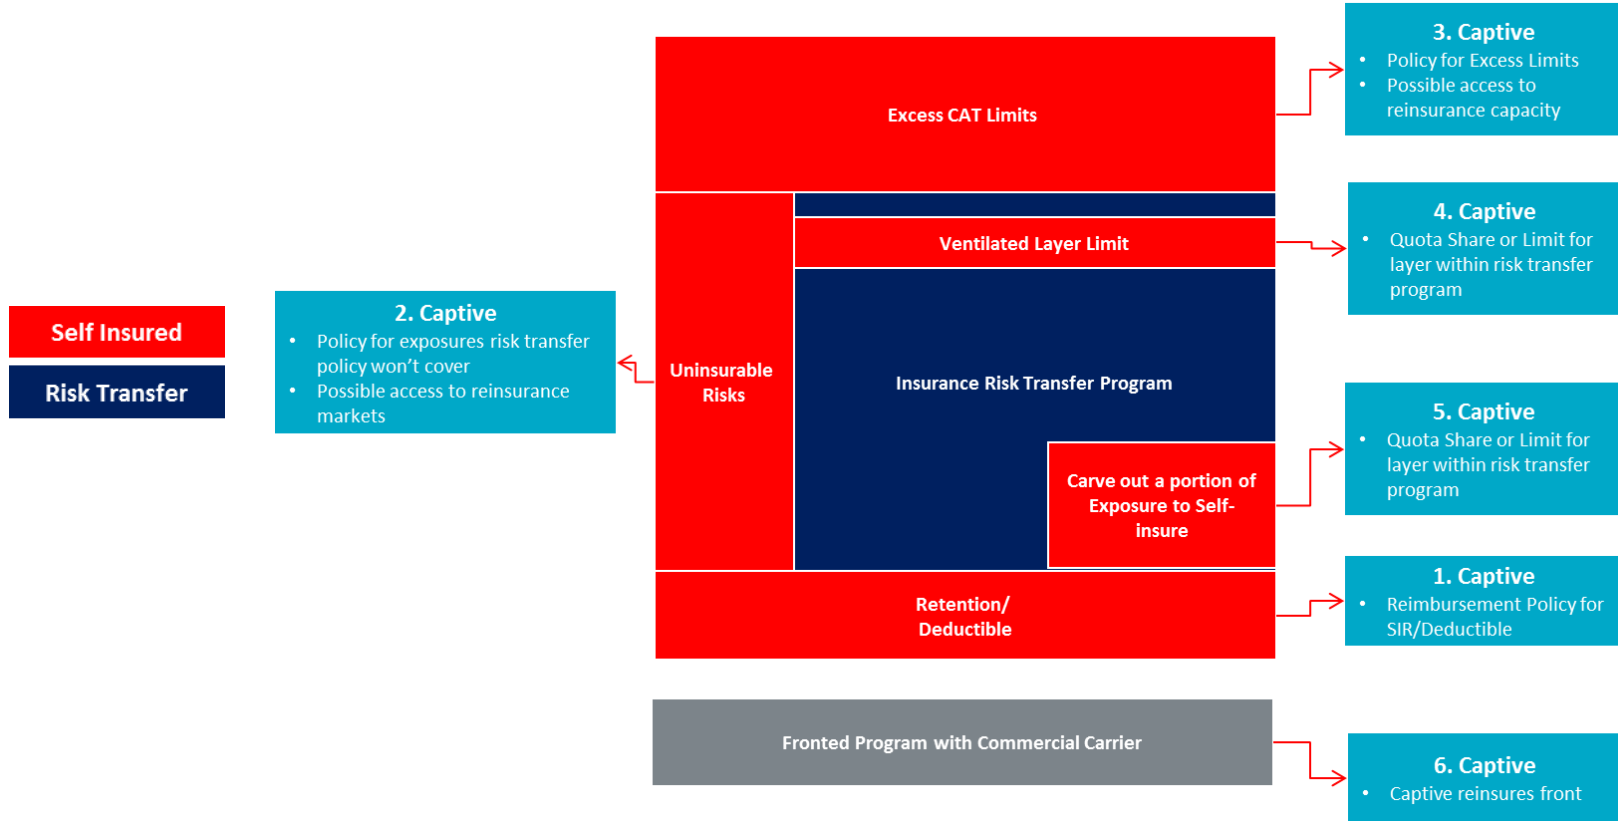 Self Insured
Risk Transfer
2. Captive
• Policy for exposures risk transfer
policy won’t cover
• Possible access to reinsurance
markets
Excess CAT Limits
Uninsurable
Risks
Ventilated Layer Limit
Insurance Risk Transfer Program
Carve out a portion of
Exposure to Self-
insure
Retention/
Deductible
Fronted Program with Commercial Carrier
3. Captive
• Policy for Excess Limits
• Possible access to
reinsurance capacity
4. Captive
• Quota Share or Limit for
layer within risk transfer
program
5. Captive
• Quota Share or Limit for
layer within risk transfer
program
1. Captive
• Reimbursement Policy for
SIR/Deductible
6. Captive
• Captive reinsures front